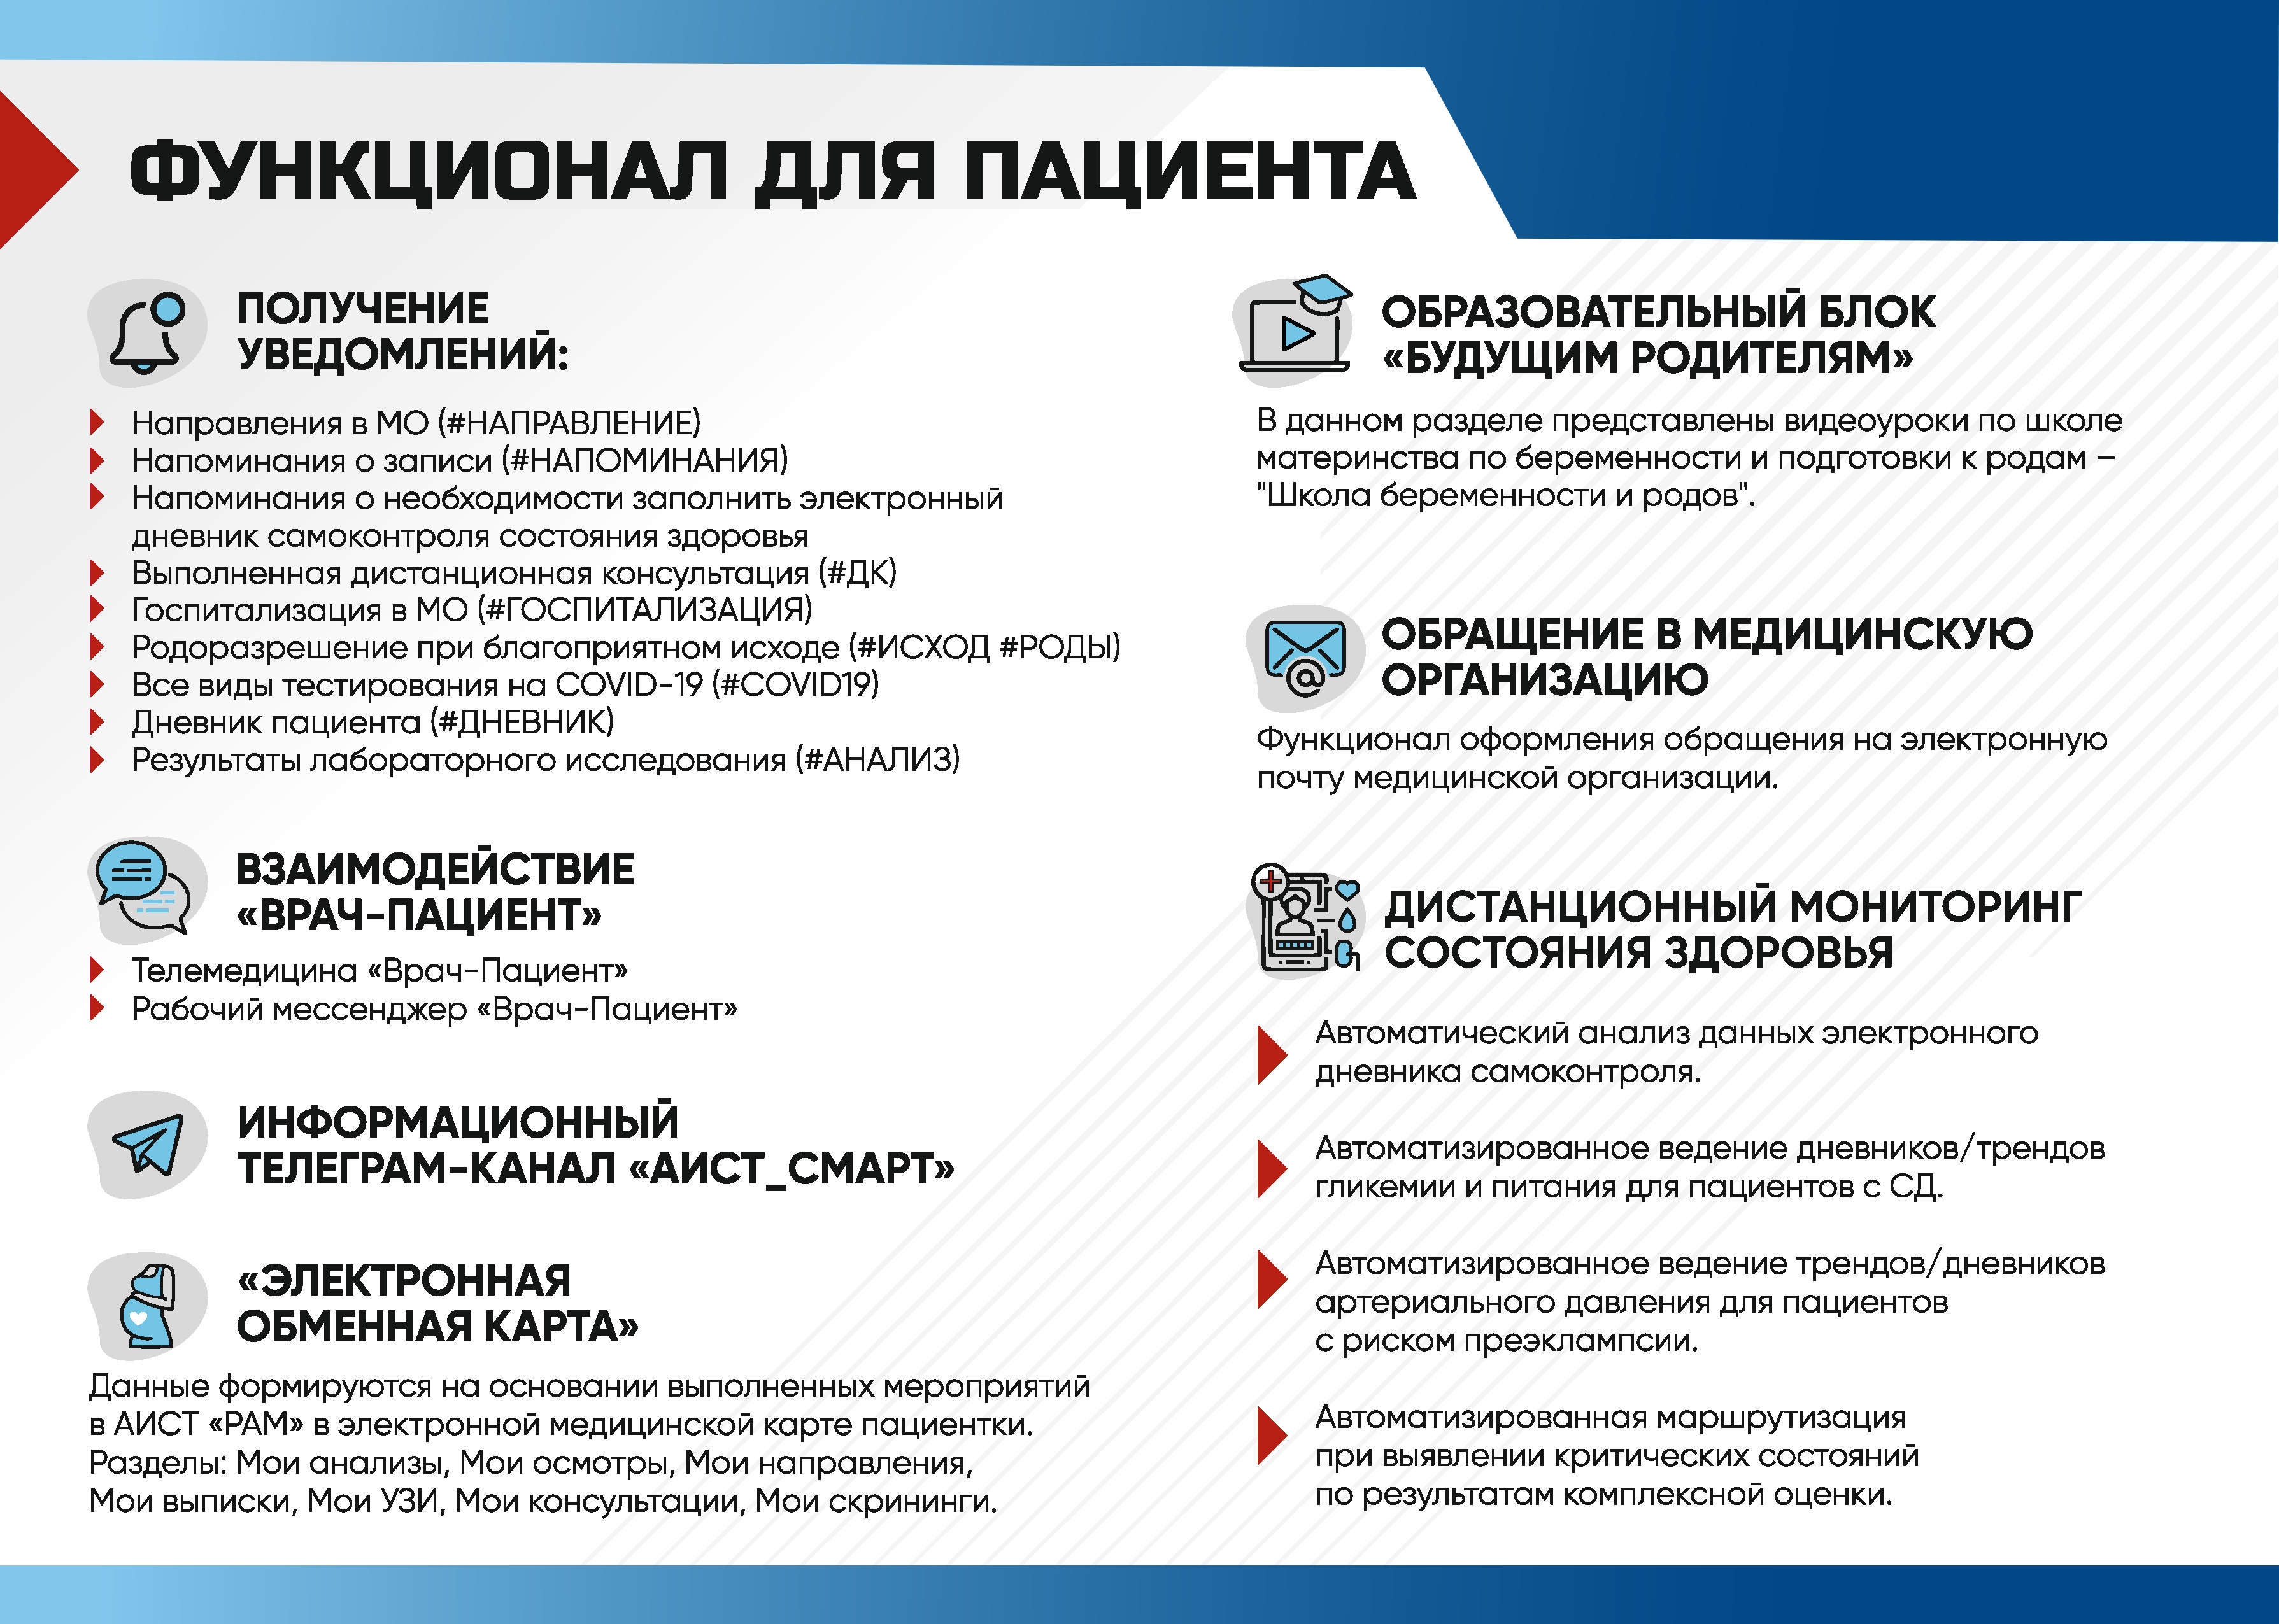 ФУНКЦИОНАЛ ДЛЯ ПАЦИЕНТА
ПОЛУЧЕНИЕ
УВЕДОМЛЕНИЙ:
Направления в МО (#НАПРАВЛЕНИЕ)
Напоминания о записи (#НАПОМИНАНИЯ)
Напоминания о необходимости заполнить электронный
дневник самоконтроля состояния здоровья
Выполненная дистанционная консультация (#ДК)
Госпитализация в МО (#ГОСПИТАЛИЗАЦИЯ)
Родоразрешение при благоприятном исходе (#ИСХОД #РОДЫ)
Все виды тестирования на COVID-19 (#COVID19)
Дневник пациента (#ДНЕВНИК)
Результаты лабораторного исследования (#АНАЛИЗ)
ВЗАИМОДЕЙСТВИЕ
«ВРАЧ-ПАЦИЕНТ»
Телемедицина «Врач-Пациент»
Рабочий мессенджер «Врач-Пациент»
ИНФОРМАЦИОННЫЙ
ТЕЛЕГРАМ-КАНАЛ «АИСТ_СМАРТ»
«ЭЛЕКТРОННАЯ
ОБМЕННАЯ КАРТА»
Данные формируются на основании выполненных мероприятий
в АИСТ «РАМ» в электронной медицинской карте пациентки.
Разделы: Мои анализы, Мои осмотры, Мои направления,
Мои выписки, Мои УЗИ, Мои консультации, Мои скрининги.
ОБРАЗОВАТЕЛЬНЫЙ БЛОК
«БУДУЩИМ РОДИТЕЛЯМ»
В данном разделе представлены видеоуроки по школе
материнства по беременности и подготовки к родам –
"Школа беременности и родов".
ОБРАЩЕНИЕ В МЕДИЦИНСКУЮ
ОРГАНИЗАЦИЮ
Функционал оформления обращения на электронную
почту медицинской организации.
ДИСТАНЦИОННЫЙ МОНИТОРИНГ
СОСТОЯНИЯ ЗДОРОВЬЯ
Автоматический анализ данных электронного
дневника самоконтроля.
Автоматизированное ведение дневников/трендов
гликемии и питания для пациентов с СД.
Автоматизированное ведение трендов/дневников
артериального давления для пациентов
с риском преэклампсии.
Автоматизированная маршрутизация
при выявлении критических состояний
по результатам комплексной оценки.